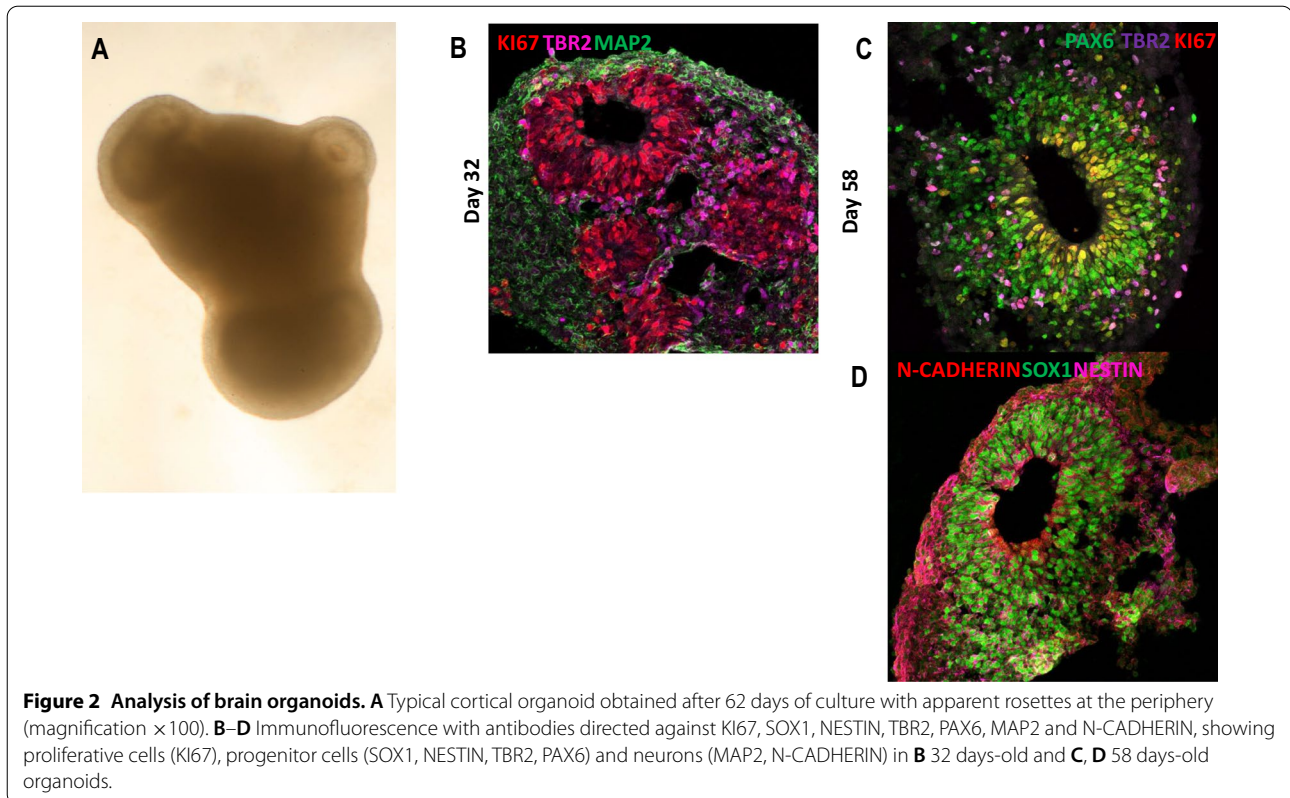 A
B
KI67 TBR2 MAP2
Day 32
C
PAX6 TBR2 KI67
Day 58
D
N-CADHERIN SOX1 NESTIN
Figure 2 Analysis of brain organoids. A Typical cortical organoid obtained after 62 days of culture with apparent rosettes at the periphery
(magnification ×100). B–D Immunofluorescence with antibodies directed against KI67, SOX1, NESTIN, TBR2, PAX6, MAP2 and N-CADHERIN, showing
proliferative cells (KI67), progenitor cells (SOX1, NESTIN, TBR2, PAX6) and neurons (MAP2, N-CADHERIN) in B 32 days-old and C, D 58 days-old
organoids.